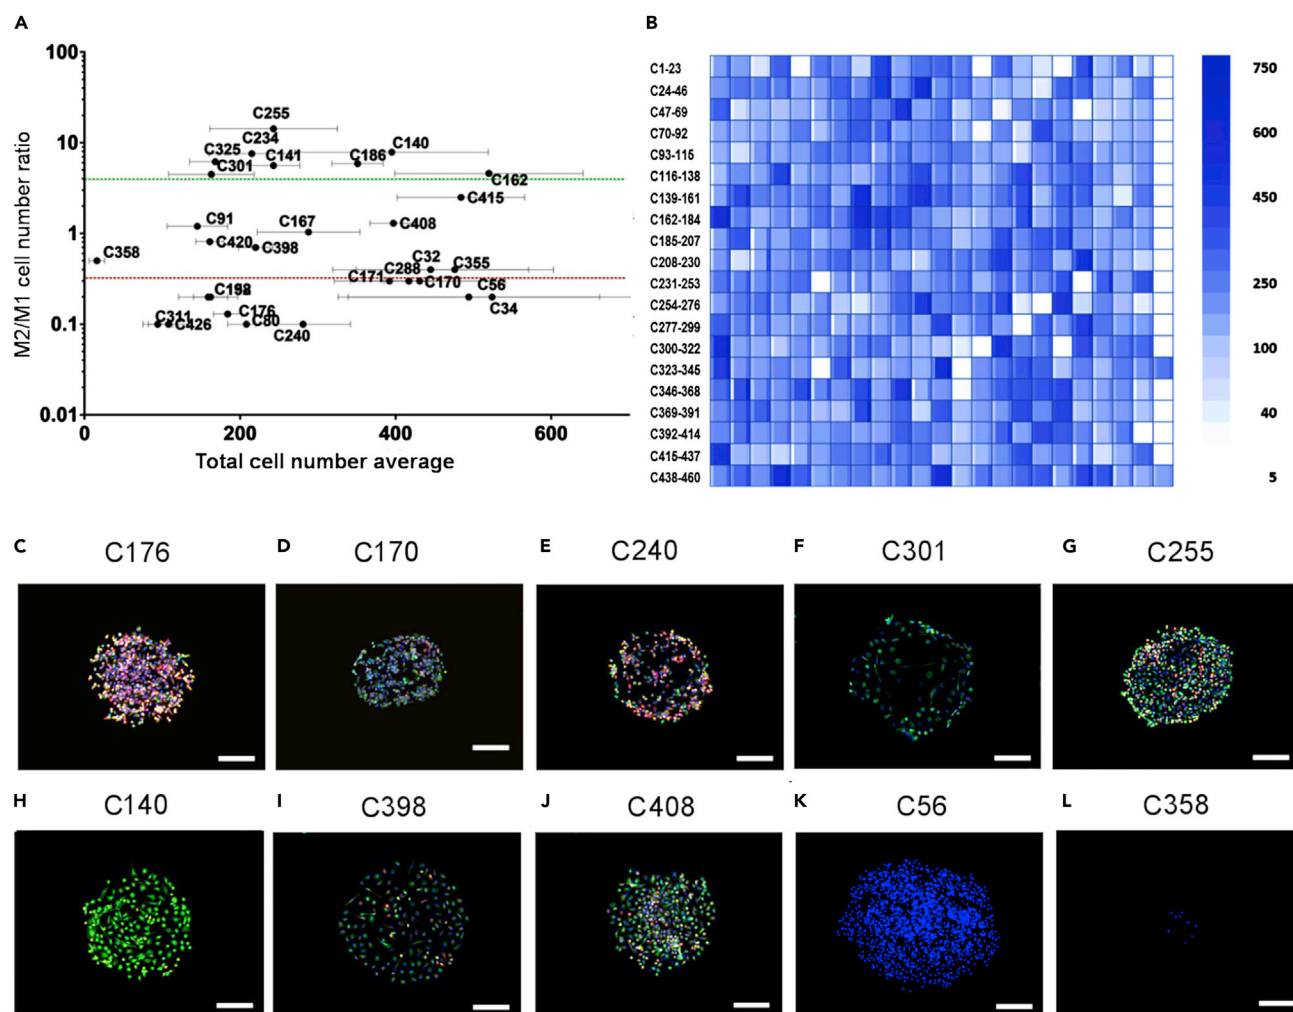 A
M2/M1 cell number ratio
100
10
1
0.1
0.01
C255
C234
C140
C325
C141
C186
C301
C162
C415
C91
C167
C408
C420
C398
C358
C32
C288
C355
C171
C170
C56
C34
C311
C426
C176
C80
C240
0
200
400
600
Total cell number average
B
C1-23
C24-46
C47-69
C70-92
C93-115
C116-138
C139-161
C162-184
C185-207
C208-230
C231-253
C254-276
C277-299
C300-322
C323-345
C346-368
C369-391
C392-414
C415-437
C438-460
750
600
450
250
100
40
5
C C176
D C170
E C240
F C301
G C255
H C140
I C398
J C408
K C56
L C358